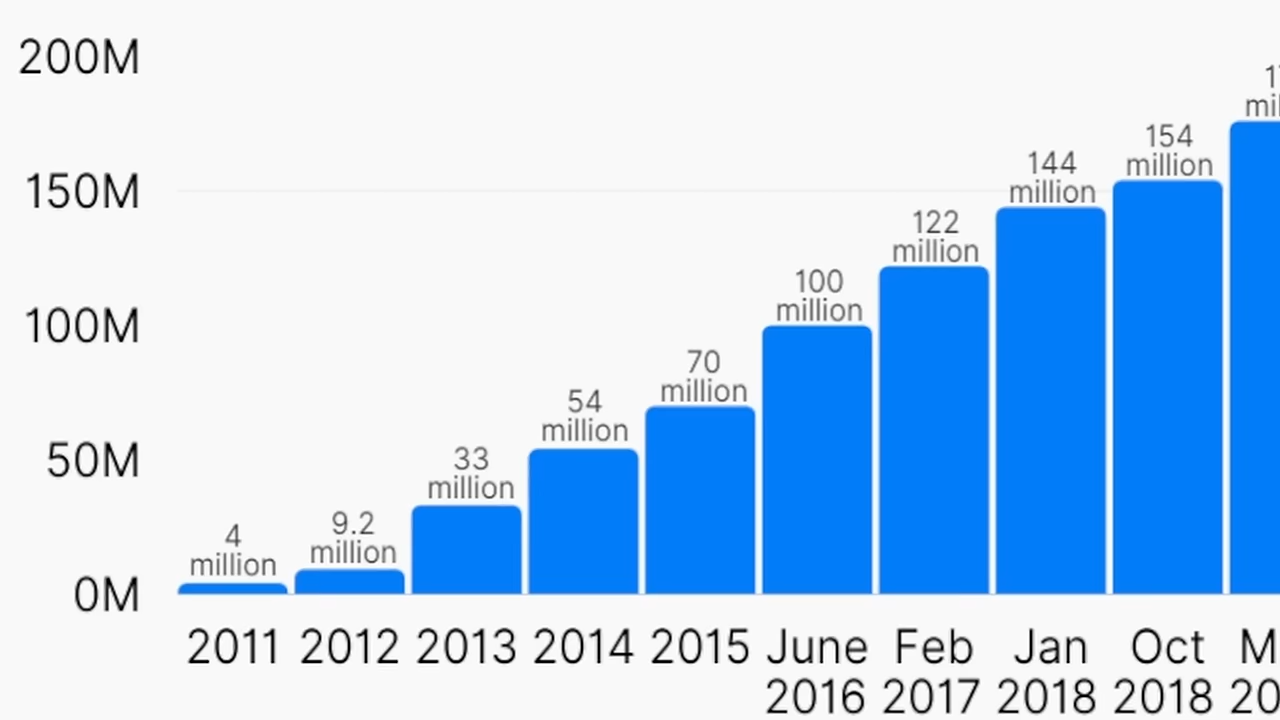 200M
150M
100M
50M
0M
4
million
9.2
million
33
million
54
million
70
million
100
million
122
million
144
million
154
million
2011 2012 2013 2014 2015 June Feb Jan Oct
2016 2017 2018 2018